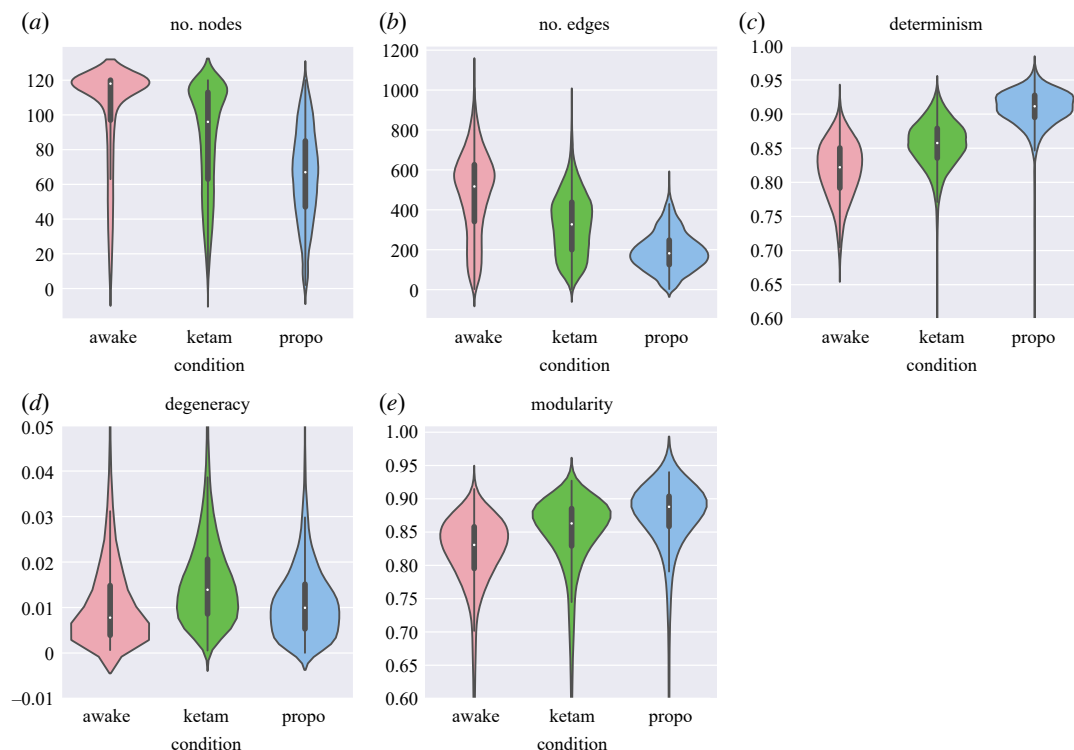 (a) no. nodes
120
100
80
60
40
20
0
awake ketam propo
condition
(b) no. edges
1200
1000
800
600
400
200
0
awake ketam propo
condition
(c) determinism
1.00
0.95
0.90
0.85
0.80
0.75
0.70
0.65
0.60
awake ketam propo
condition
(d) degeneracy
0.05
0.04
0.03
0.02
0.01
0
–0.01
awake ketam propo
condition
(e) modularity
1.00
0.95
0.90
0.85
0.80
0.75
0.70
0.65
0.60
awake ketam propo
condition